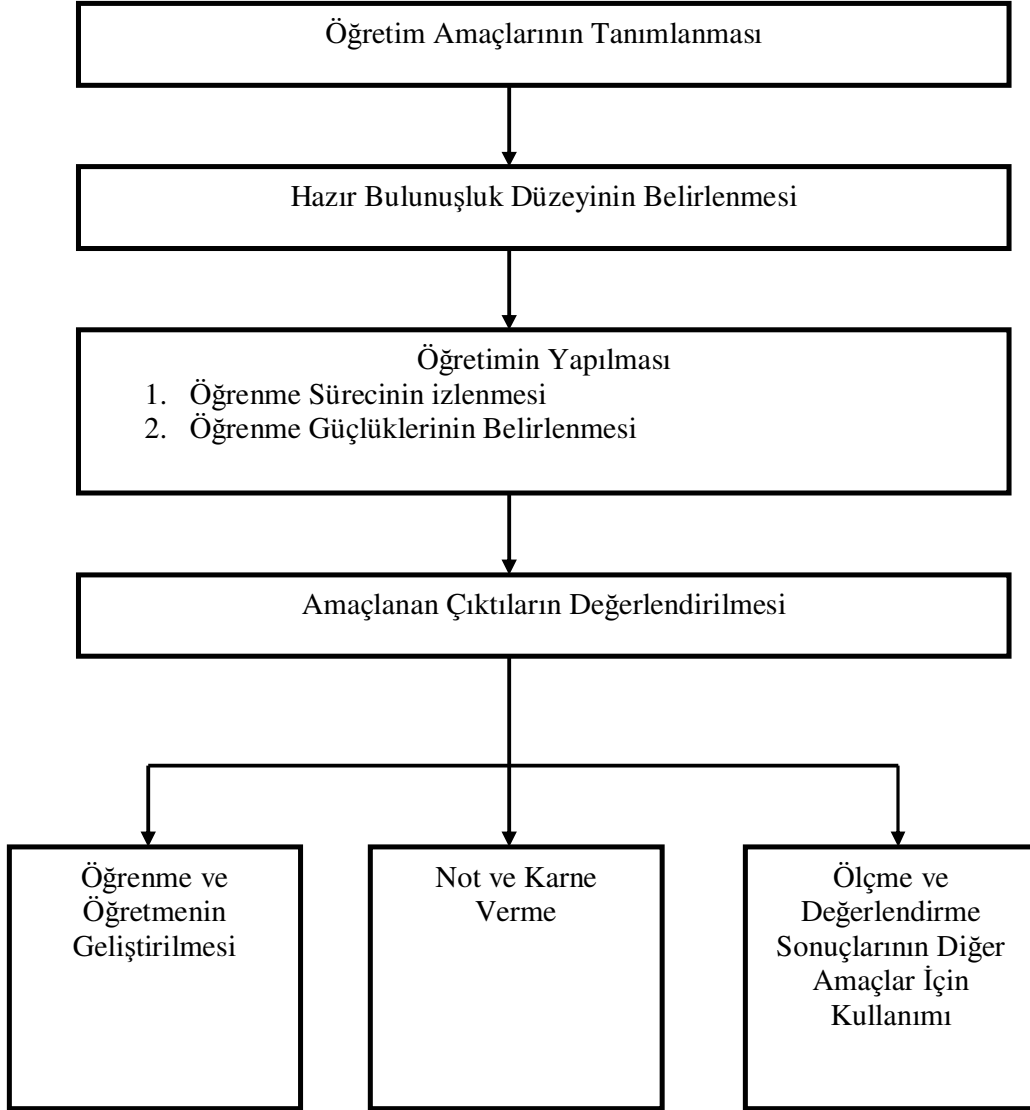 Öğretim Amaçlarının Tanımlanması
Hazır Bulunuşluk Düzeyinin Belirlenmesi
Öğretimin Yapılması
1. Öğrenme Sürecinin izlenmesi
2. Öğrenme Güçlüklerinin Belirlenmesi
Amaçlanan Çıktıların Değerlendirilmesi
Öğrenme ve
Öğretmenin
Geliştirilmesi
Not ve Karne
Verme
Ölçme ve
Değerlendirme
Sonuçlarının Diğer
Amaçlar İçin
Kullanımı